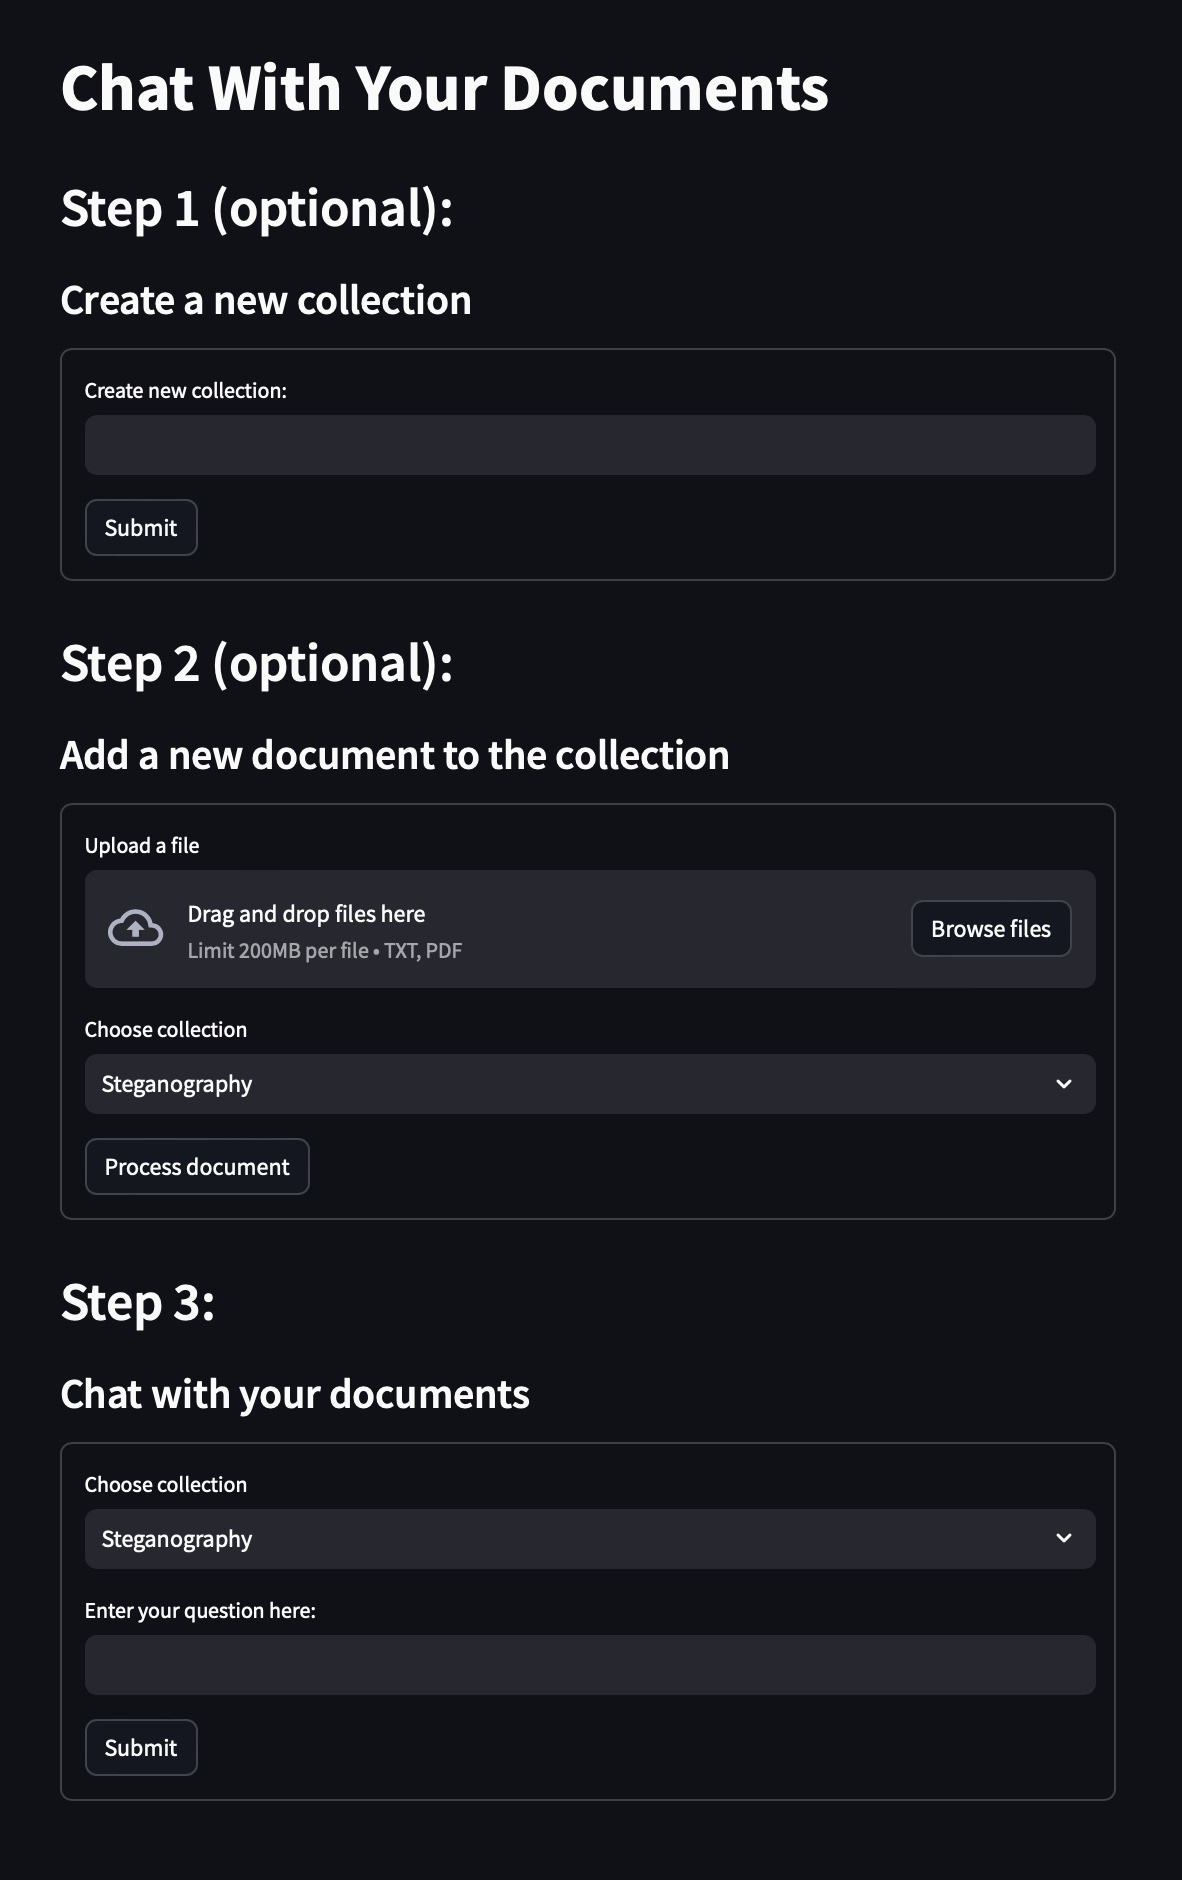 Chat With Your Documents
Step 1 (optional):
Create a new collection
Create new collection:
Submit
Step 2 (optional):
Add a new document to the collection
Upload a file
Drag and drop files here
Limit 200MB per file • TXT, PDF
Browse files
Choose collection
Steganography
Process document
Step 3:
Chat with your documents
Choose collection
Steganography
Enter your question here:
Submit